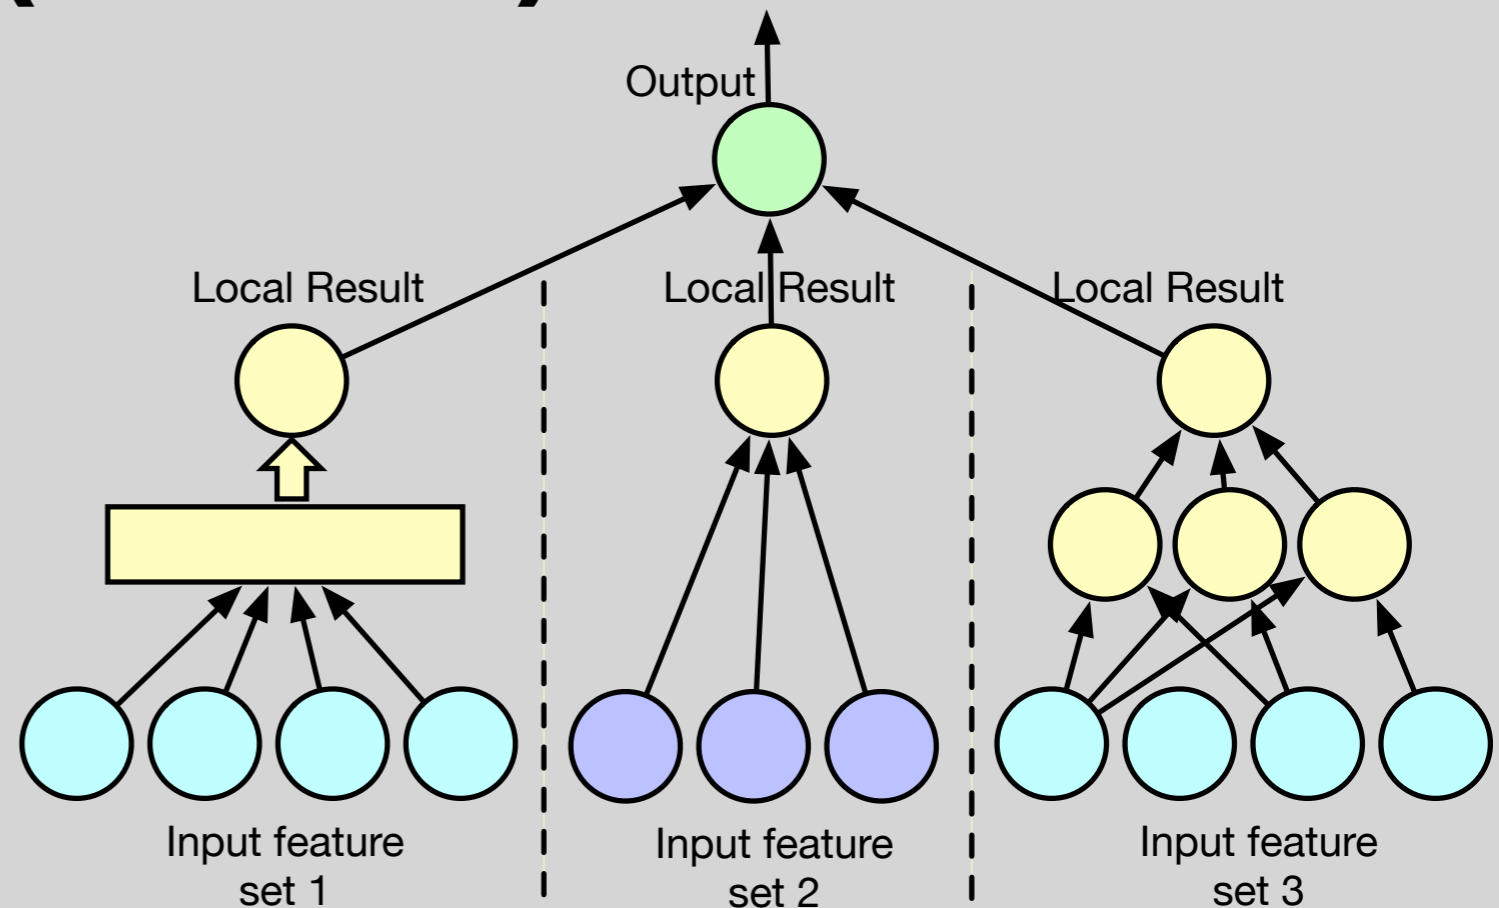 Output
Local Result
Local Result
Local Result
Input feature
set 1
Input feature
set 2
Input feature
set 3